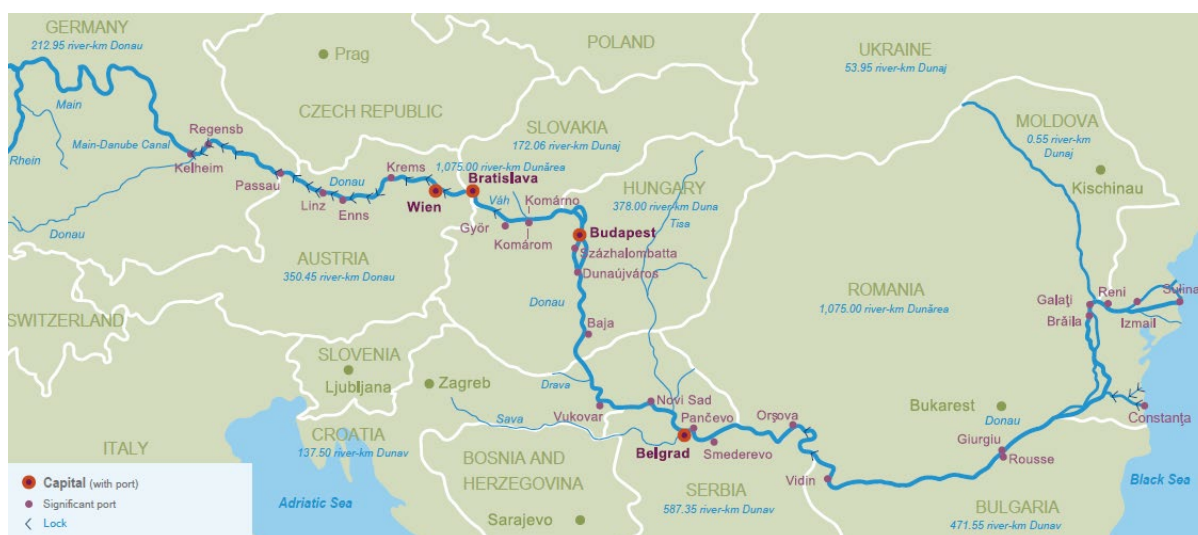 GERMANY
212.95 river-km Donau
POLAND
UKRAINE
53.95 river-km Dunaj
Prag
Main
CZECH REPUBLIC
Regensb
SLOVAKIA
172.06 river-km Dunaj
MOLDOVA
0.55 river-km
Dunaj
Main-Danube Canal
Rhein
Kelheim
Krems
1,075.00 river-km Dunărea
Bratislava
HUNGARY
378.00 river-km Duna
Kischinau
Passau
Donau
Linz
Enns
Wien
Váh
Komárno
Tisa
Győr
Komárom
Budapest
Donau
Százhalombatta
Dunaújváros
AUSTRIA
350.45 river-km Donau
ROMANIA
1,075.00 river-km Dunărea
Galaţi
Reni
Sulina
Donau
Brăila
Izmail
SWITZERLAND
Baja
SLOVENIA
Ljubljana
Zagreb
Drava
Novi Sad
Bukarest
Donau
Constanţa
Sava
Vukovar
Pančevo
Orşova
CROATIA
137.50 river-km Dunav
Belgrad
Smederevo
Giurgiu
Rousse
ITALY
BOSNIA AND
HERZEGOVINA
Vidin
Black Sea
Capital (with port)
Significant port
Lock
Adriatic Sea
SERBIA
587.35 river-km Dunav
BULGARIA
471.55 river-km Dunav
Sarajevo